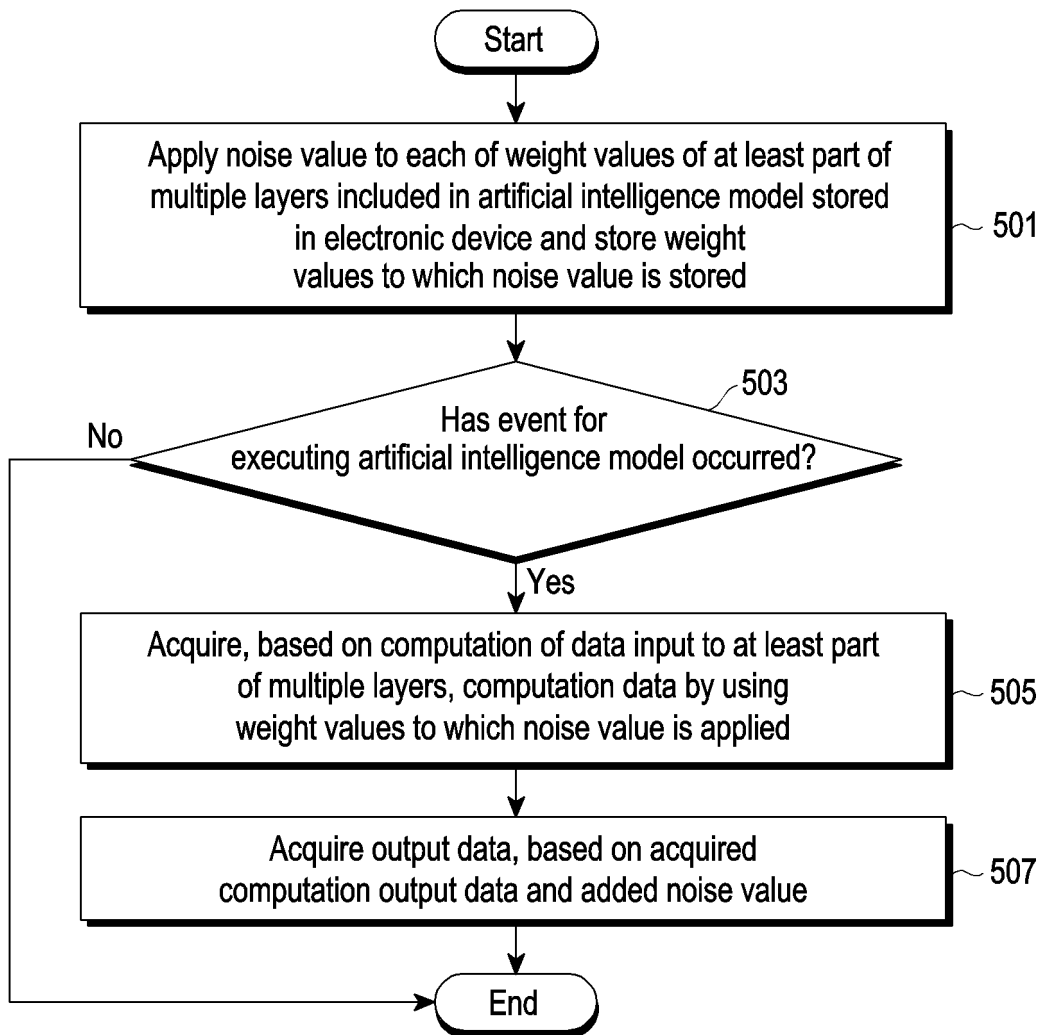 Start
Apply noise value to each of weight values of at least part of
multiple layers included in artificial intelligence model stored
in electronic device and store weight
values to which noise value is stored
501
503
Has event for
executing artificial intelligence model occurred?
No
Yes
Acquire, based on computation of data input to at least part
of multiple layers, computation data by using
weight values to which noise value is applied
505
Acquire output data, based on acquired
computation output data and added noise value
507
End